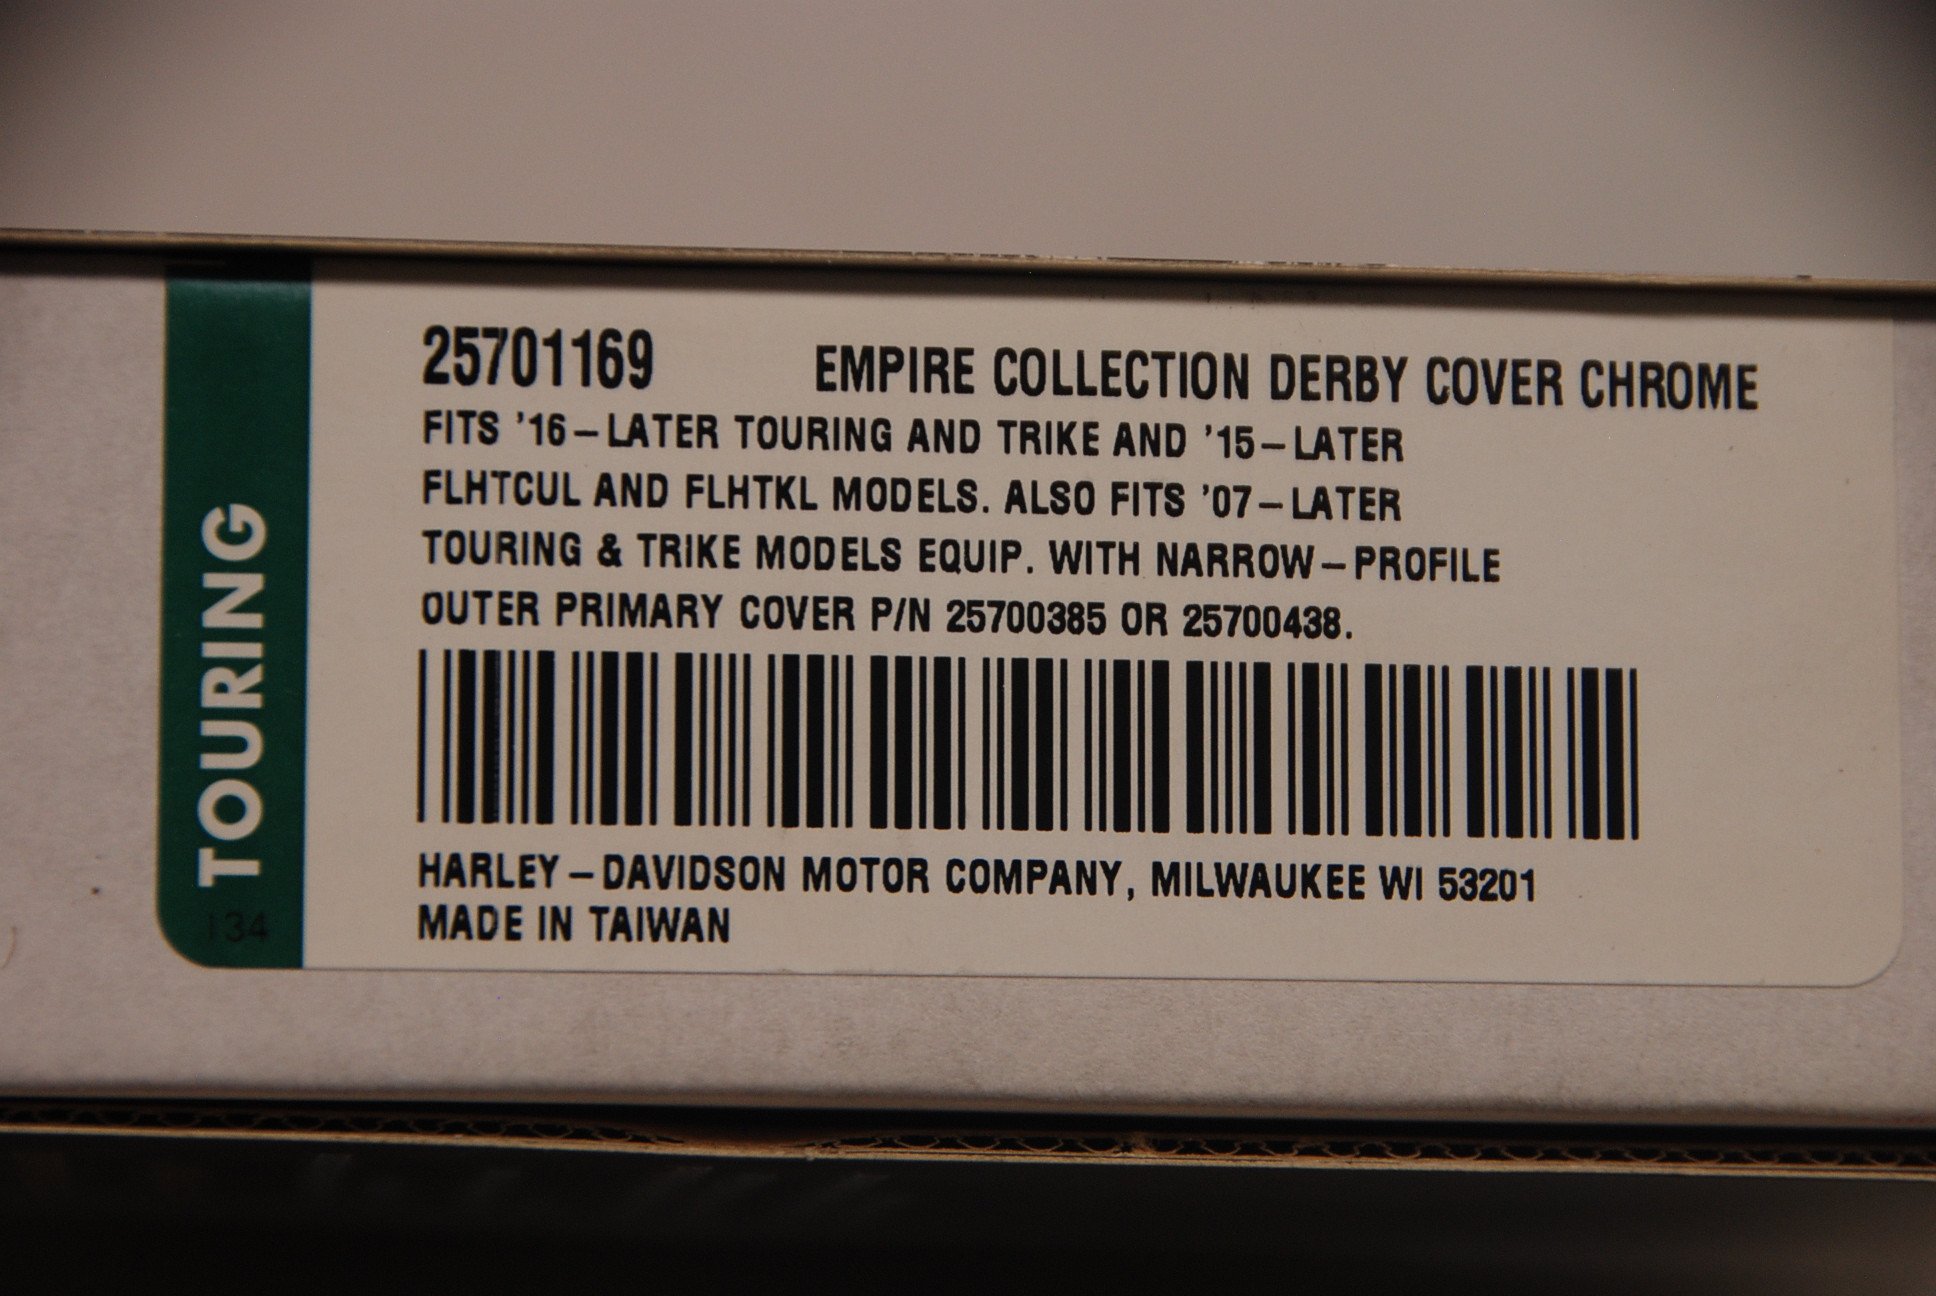 25701169 EMPIRE COLLECTION DERBY COVER CHROME
FITS '16-LATER TOURING AND TRIKE AND '15-LATER
FLHTCUL AND FLHTKL MODELS. ALSO FITS '07-LATER
TOURING & TRIKE MODELS EQUIP. WITH NARROW-PROFILE
OUTER PRIMARY COVER P/N 25700385 OR 25700438.
HARLEY-DAVIDSON MOTOR COMPANY, MILWAUKEE WI 53201
MADE IN TAIWAN
TOURING
134